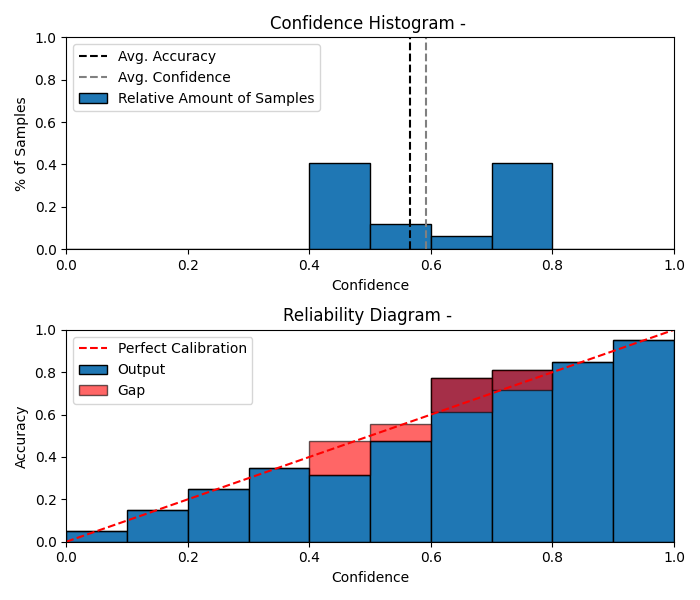 Confidence Histogram -
1.0
0.8
0.6
0.4
0.2
0.0
% of Samples
Avg. Accuracy
Avg. Confidence
Relative Amount of Samples
0.0 0.2 0.4 0.6 0.8 1.0
Confidence
Reliability Diagram -
1.0
0.8
0.6
0.4
0.2
0.0
Accuracy
Perfect Calibration
Output
Gap
0.0 0.2 0.4 0.6 0.8 1.0
Confidence